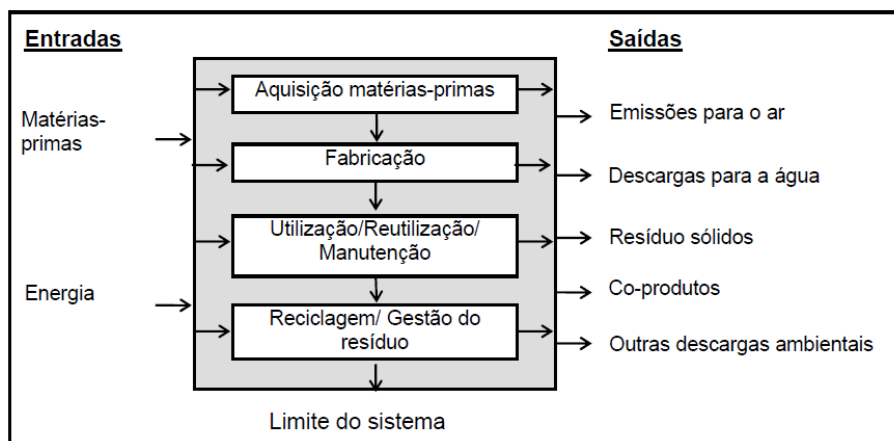 Entradas
Matérias-
primas
Energia
Aquisição matérias-primas
Fabricação
Utilização/Reutilização/
Manutenção
Reciclagem/ Gestão do
resíduo
Limite do sistema
Saídas
Emissões para o ar
Descargas para a água
Resíduo sólidos
Co-produtos
Outras descargas ambientais